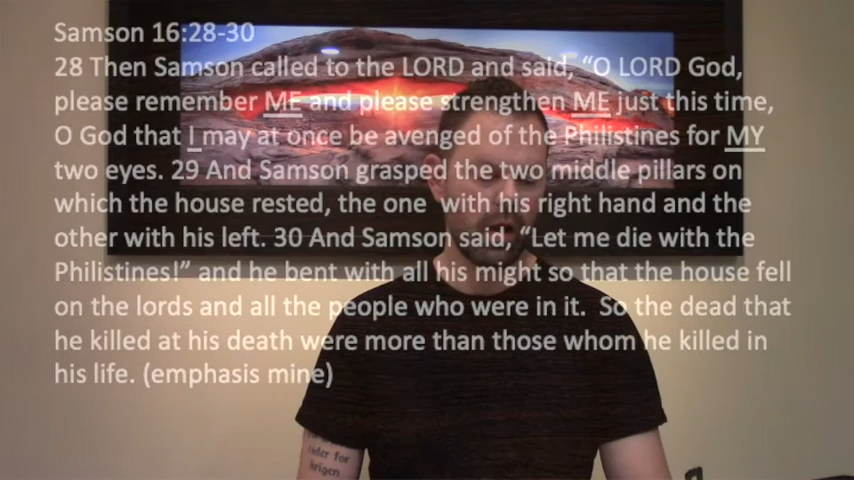 Samson 16:28-30
28 Then Samson called to the LORD and said, “O LORD God,
please remember ME and please strengthen ME just this time,
O God that I may at once be avenged of the Philistines for MY
two eyes. 29 And Samson grasped the two middle pillars on
which the house rested, the one with his right hand and the
other with his left. 30 And Samson said, “Let me die with the
Philistines!” and he bent with all his might so that the house fell
on the lords and all the people who were in it. So the dead that
he killed at his death were more than those whom he killed in
his life. (emphasis mine)
rider for